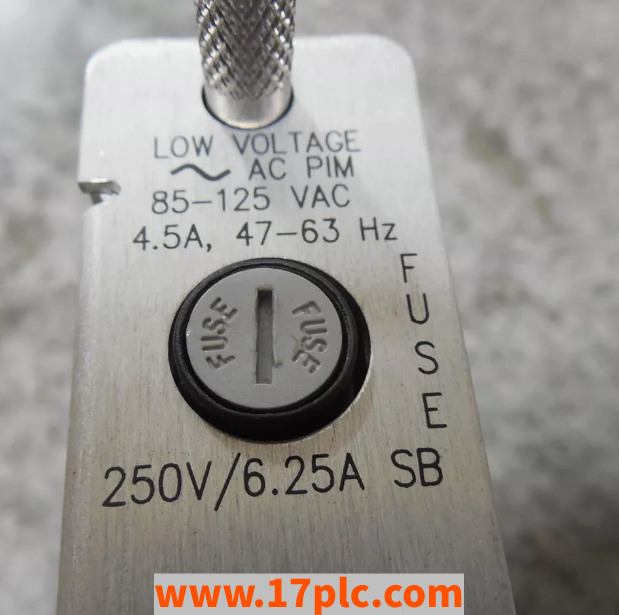 LOW VOLTAGE
~ AC PIM
85-125 VAC
4.5A, 47-63 Hz
FUSE
FUSE
FUSE
250V/6.25A SB
www.17plc.com